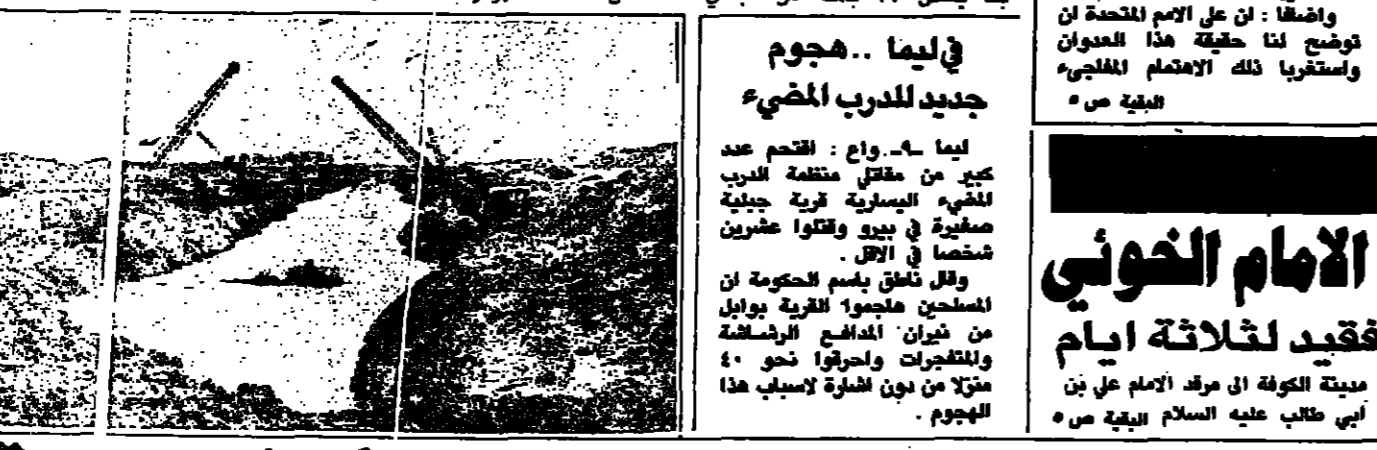 واضافا : ان على الامم المتحدة ان
توضح لنا حقيقة هذا العدوان
واستغربا ذلك الاهتمام المفاجيء
البقية ص ٥
في ليما .. هجوم
جديد للدرب المضيء
ليما ـ٩ـ واع : اقتحم عدد
كبير من مقاتلي منظمة الدرب
المضيء اليسارية قرية جبلية
صغيرة في بيرو وقتلوا عشرين
شخصا في الاقل .
وقال ناطق باسم الحكومة ان
المسلحين هاجموا القرية بوابل
من نيران المدافع الرشاشة
والمتفجرات واحرقوا نحو ٤٠
منزلا من دون اشارة لاسباب هذا
الهجوم .
الامام الخوئي
فقيد لثلاثة ايام
مدينة الكوفة الى مرقد الامام علي بن
ابي طالب عليه السلام البقية ص ٥